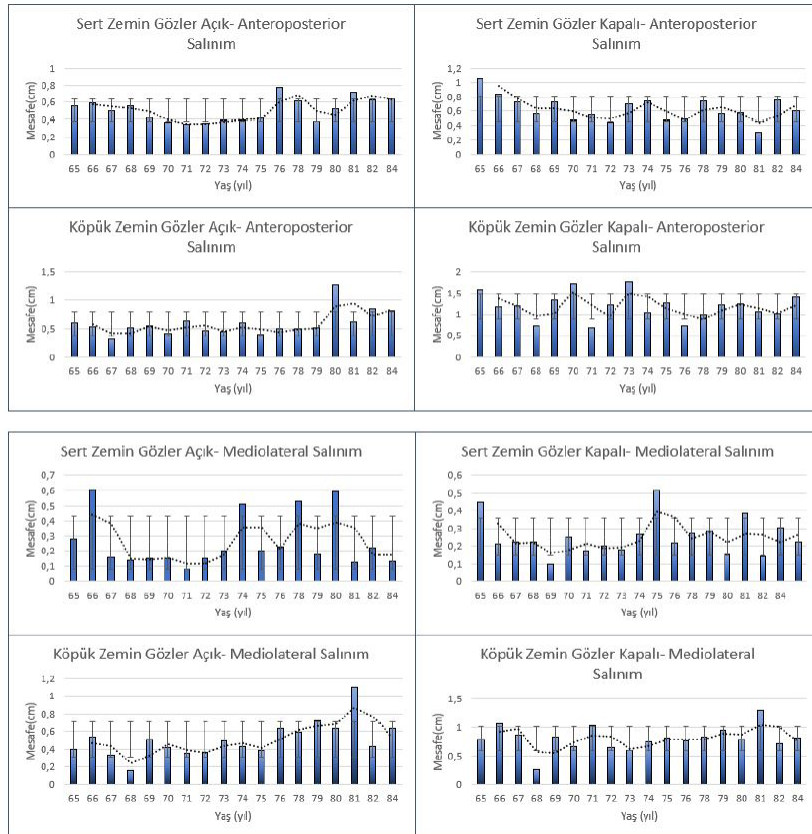 Sert Zemin Gözler Açık- Anteroposterior
Salınım
Mesafe(cm)
1
0,8
0,6
0,4
0,2
0
65 66 67 68 69 70 71 72 73 74 75 76 78 79 80 81 82 84
Yaş (yıl)
Sert Zemin Gözler Kapalı- Anteroposterior
Salınım
Mesafe(cm)
1,2
1
0,8
0,6
0,4
0,2
0
65 66 67 68 69 70 71 72 73 74 75 76 78 79 80 81 82 84
Yaş (yıl)
Köpük Zemin Gözler Açık- Anteroposterior
Salınım
Mesafe(cm)
1,5
1
0,5
0
65 66 67 68 69 70 71 72 73 74 75 76 78 79 80 81 82 84
Yaş (yıl)
Köpük Zemin Gözler Kapalı- Anteroposterior
Salınım
Mesafe(cm)
2
1,5
1
0,5
0
65 66 67 68 69 70 71 72 73 74 75 76 78 79 80 81 82 84
Yaş (yıl)
Sert Zemin Gözler Açık- Mediolateral Salınım
Mesafe(cm)
0,7
0,6
0,5
0,4
0,3
0,2
0,1
0
65 66 67 68 69 70 71 72 73 74 75 76 78 79 80 81 82 84
Yaş (yıl)
Sert Zemin Gözler Kapalı- Mediolateral Salınım
Mesafe(cm)
0,6
0,5
0,4
0,3
0,2
0,1
0
65 66 67 68 69 70 71 72 73 74 75 76 78 79 80 81 82 84
Yaş (yıl)
Köpük Zemin Gözler Açık- Mediolateral Salınım
Mesafe(cm)
1,2
1
0,8
0,6
0,4
0,2
0
65 66 67 68 69 70 71 72 73 74 75 76 78 79 80 81 82 84
Yaş (yıl)
Köpük Zemin Gözler Kapalı- Mediolateral
Salınım
Mesafe(cm)
1,5
1
0,5
0
65 66 67 68 69 70 71 72 73 74 75 76 78 79 80 81 82 84
Yaş (yıl)